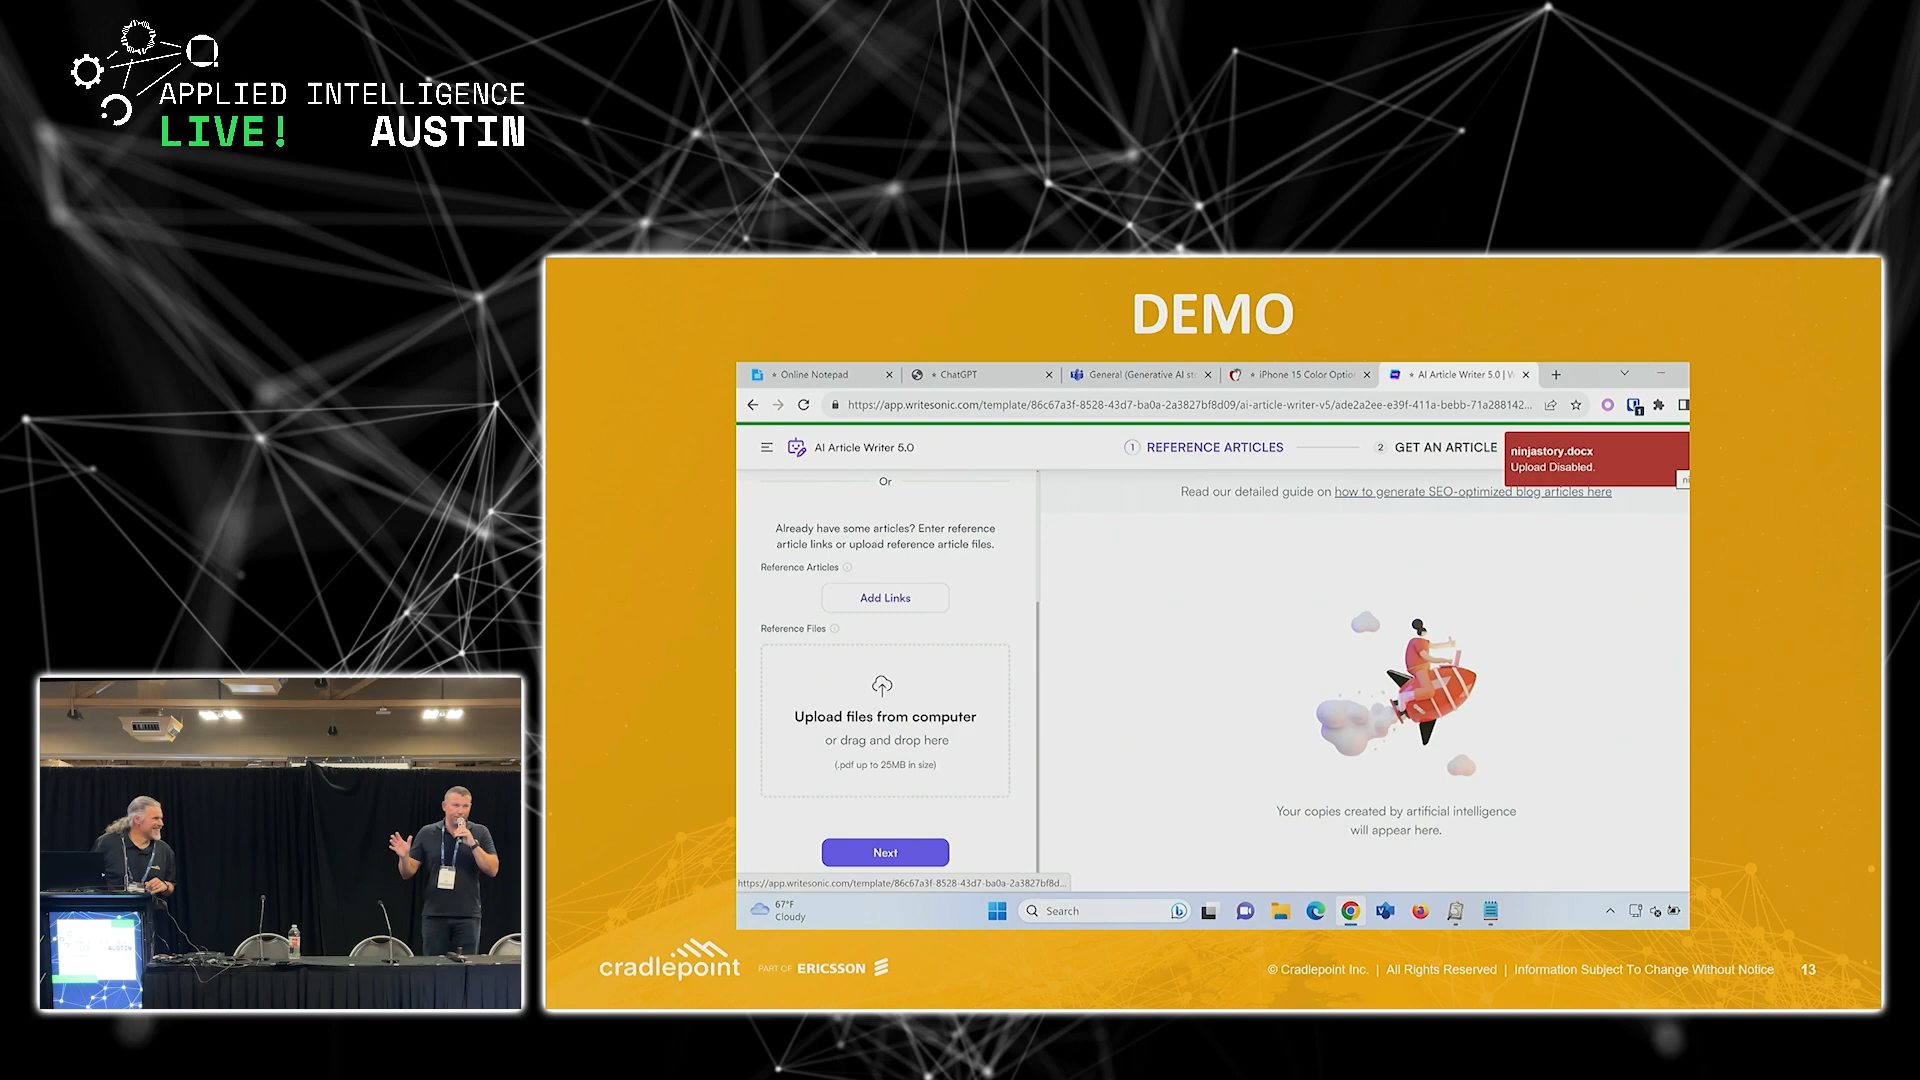 APPLIED INTELLIGENCE
LIVE! AUSTIN
DEMO
Online Notepad
ChatGPT
General (Generative AI st
iPhone 15 Color Optio
AI Article Writer 5.0 | W
https://app.writesonic.com/template/86c67a3f-8528-43d7-ba0a-2a3827bf8d09/ai-article-writer-v5/ade2a2ee-e39f-411a-bebb-71a288142...
AI Article Writer 5.0
1 REFERENCE ARTICLES
2 GET AN ARTICLE
ninjastory.docx
Upload Disabled.
ni
Or
Read our detailed guide on how to generate SEO-optimized blog articles here
Already have some articles? Enter reference
article links or upload reference article files.
Reference Articles
Add Links
Reference Files
Upload files from computer
or drag and drop here
(.pdf up to 25MB in size)
Your copies created by artificial intelligence
will appear here.
Next
https://app.writesonic.com/template/86c67a3f-8528-43d7-ba0a-2a3827bf8d...
67°F
Cloudy
Search
cradlepoint PART OF ERICSSON
© Cradlepoint Inc. | All Rights Reserved | Information Subject To Change Without Notice 13